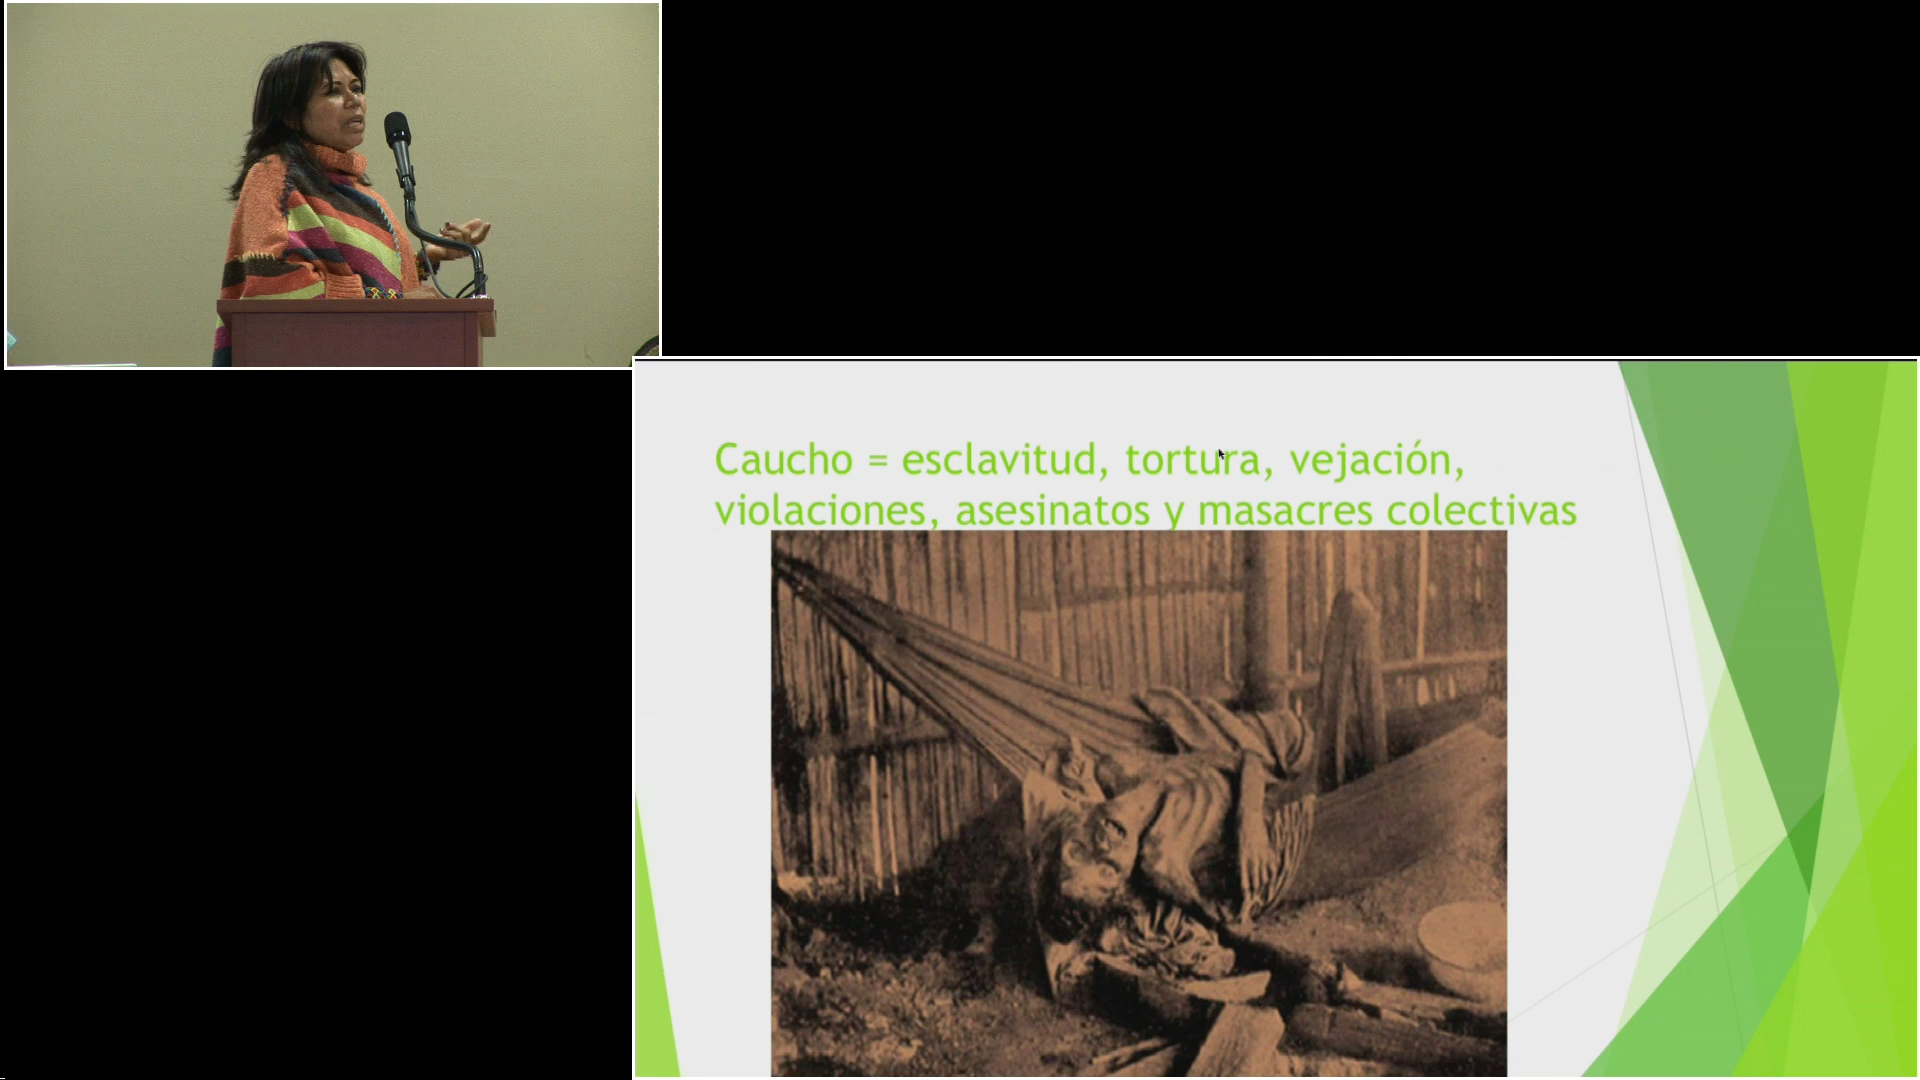 Caucho = esclavitud, tortura, vejación,
violaciones, asesinatos y masacres colectivas